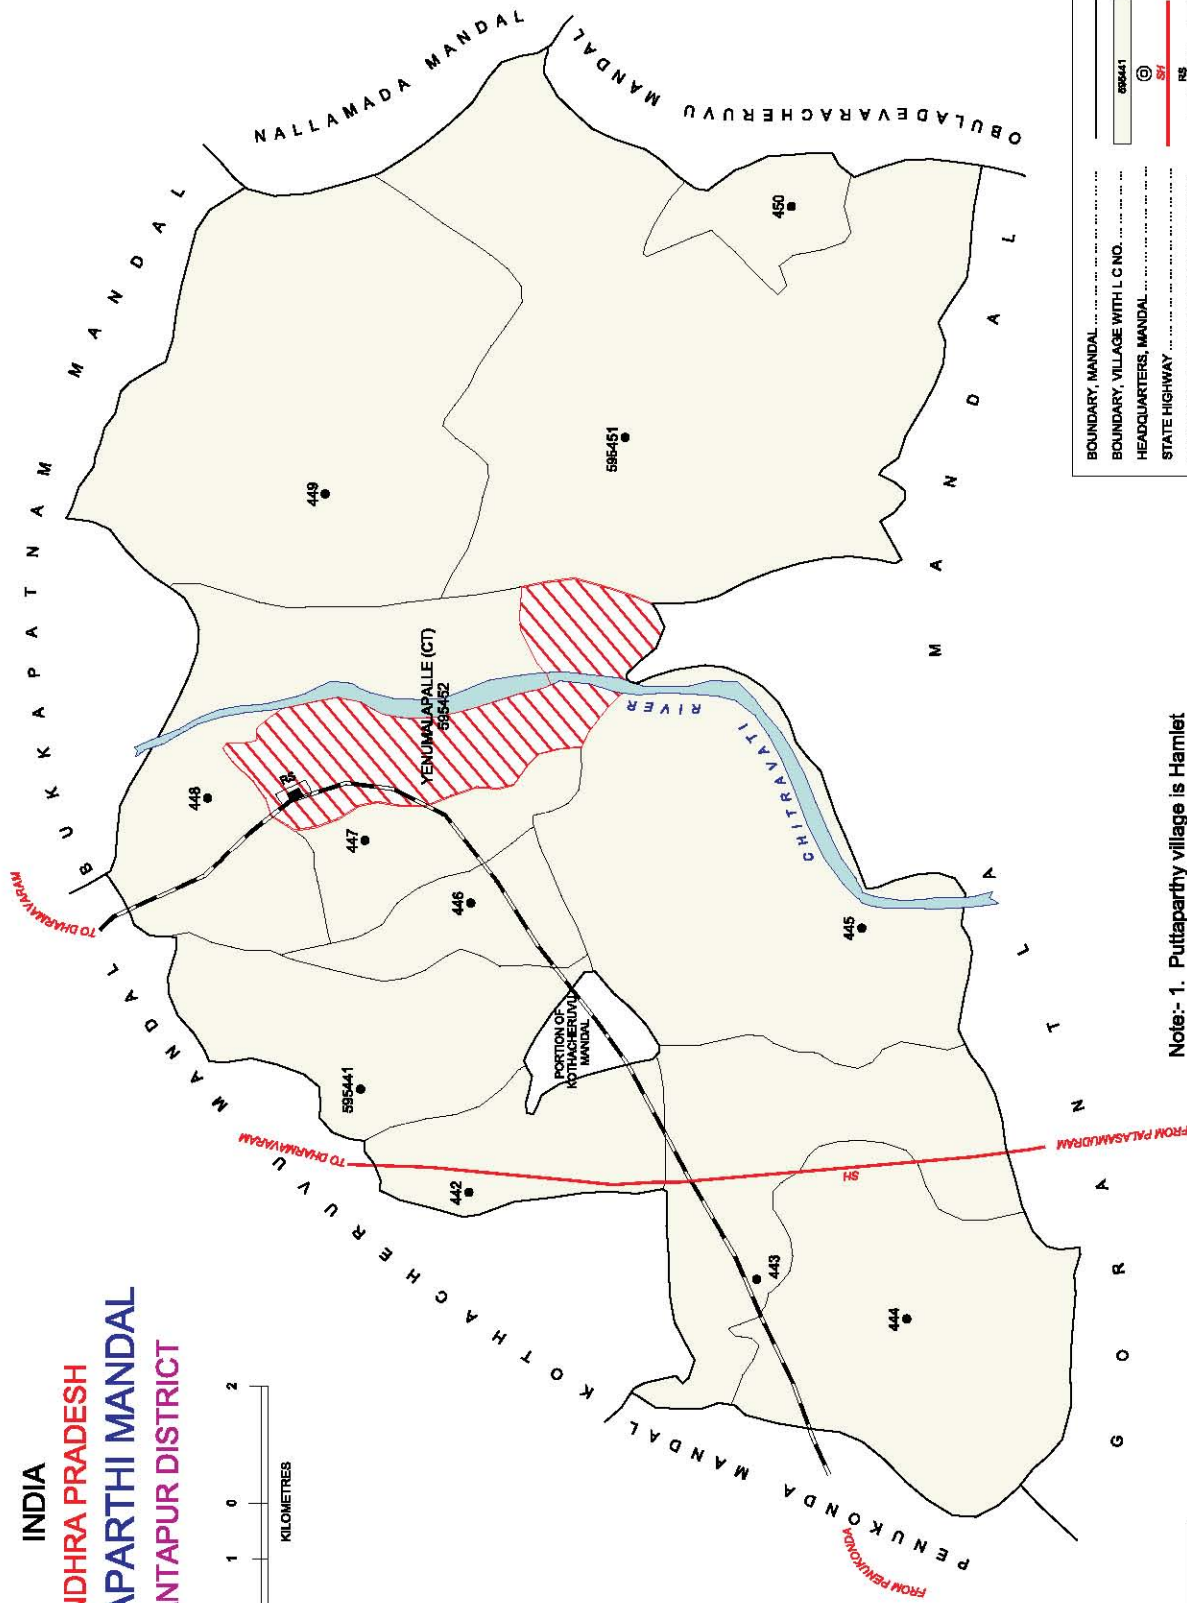 INDIA
NDHRA PRADESH
APARTHI MANDAL
NTAPUR DISTRICT
1 0 2
KILOMETRES
BUKKAPATNAM MANDAL
NALLAMADA MANDAL
OBULADEVARACHERUVU MANDAL
GORANTLA MANDAL
PENUKONDA MANDAL
KOTHACHERUVU MANDAL
TO DHARMAVARAM
TO DHARMAVARAM
FROM PENUKONDA
FROM PALASAMUDRAM
SH
RS
448
447
446
449
450
595451
YENUMALAPALLE (CT)
595452
CHITRAVATI RIVER
595441
442
443
444
445
PORTION OF
KOTHACHERUVU
MANDAL
BOUNDARY, MANDAL
BOUNDARY, VILLAGE WITH L C NO. 595441
HEADQUARTERS, MANDAL
STATE HIGHWAY SH
RS
Note:- 1. Puttaparthy village is Hamlet